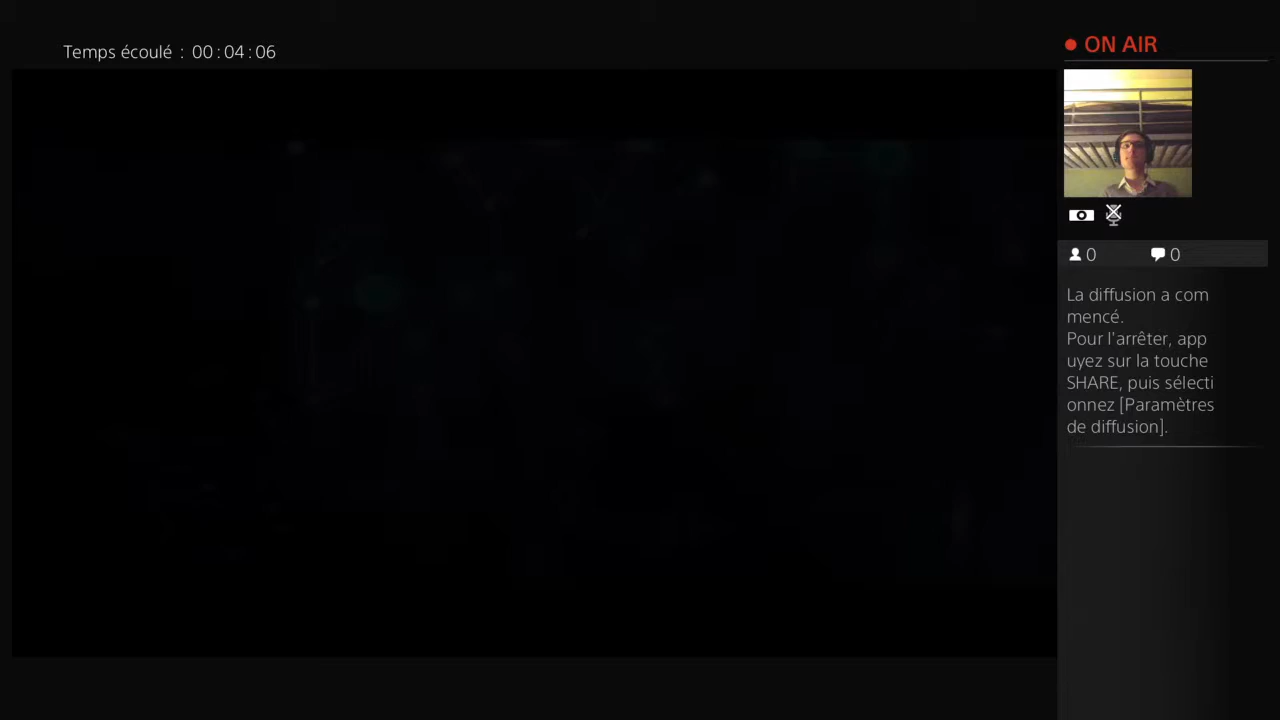 Temps écoulé : 00:04:06
ON AIR
0 0
La diffusion a com
mencé.
Pour l'arrêter, app
uyez sur la touche
SHARE, puis sélecti
onnez [Paramètres
de diffusion].